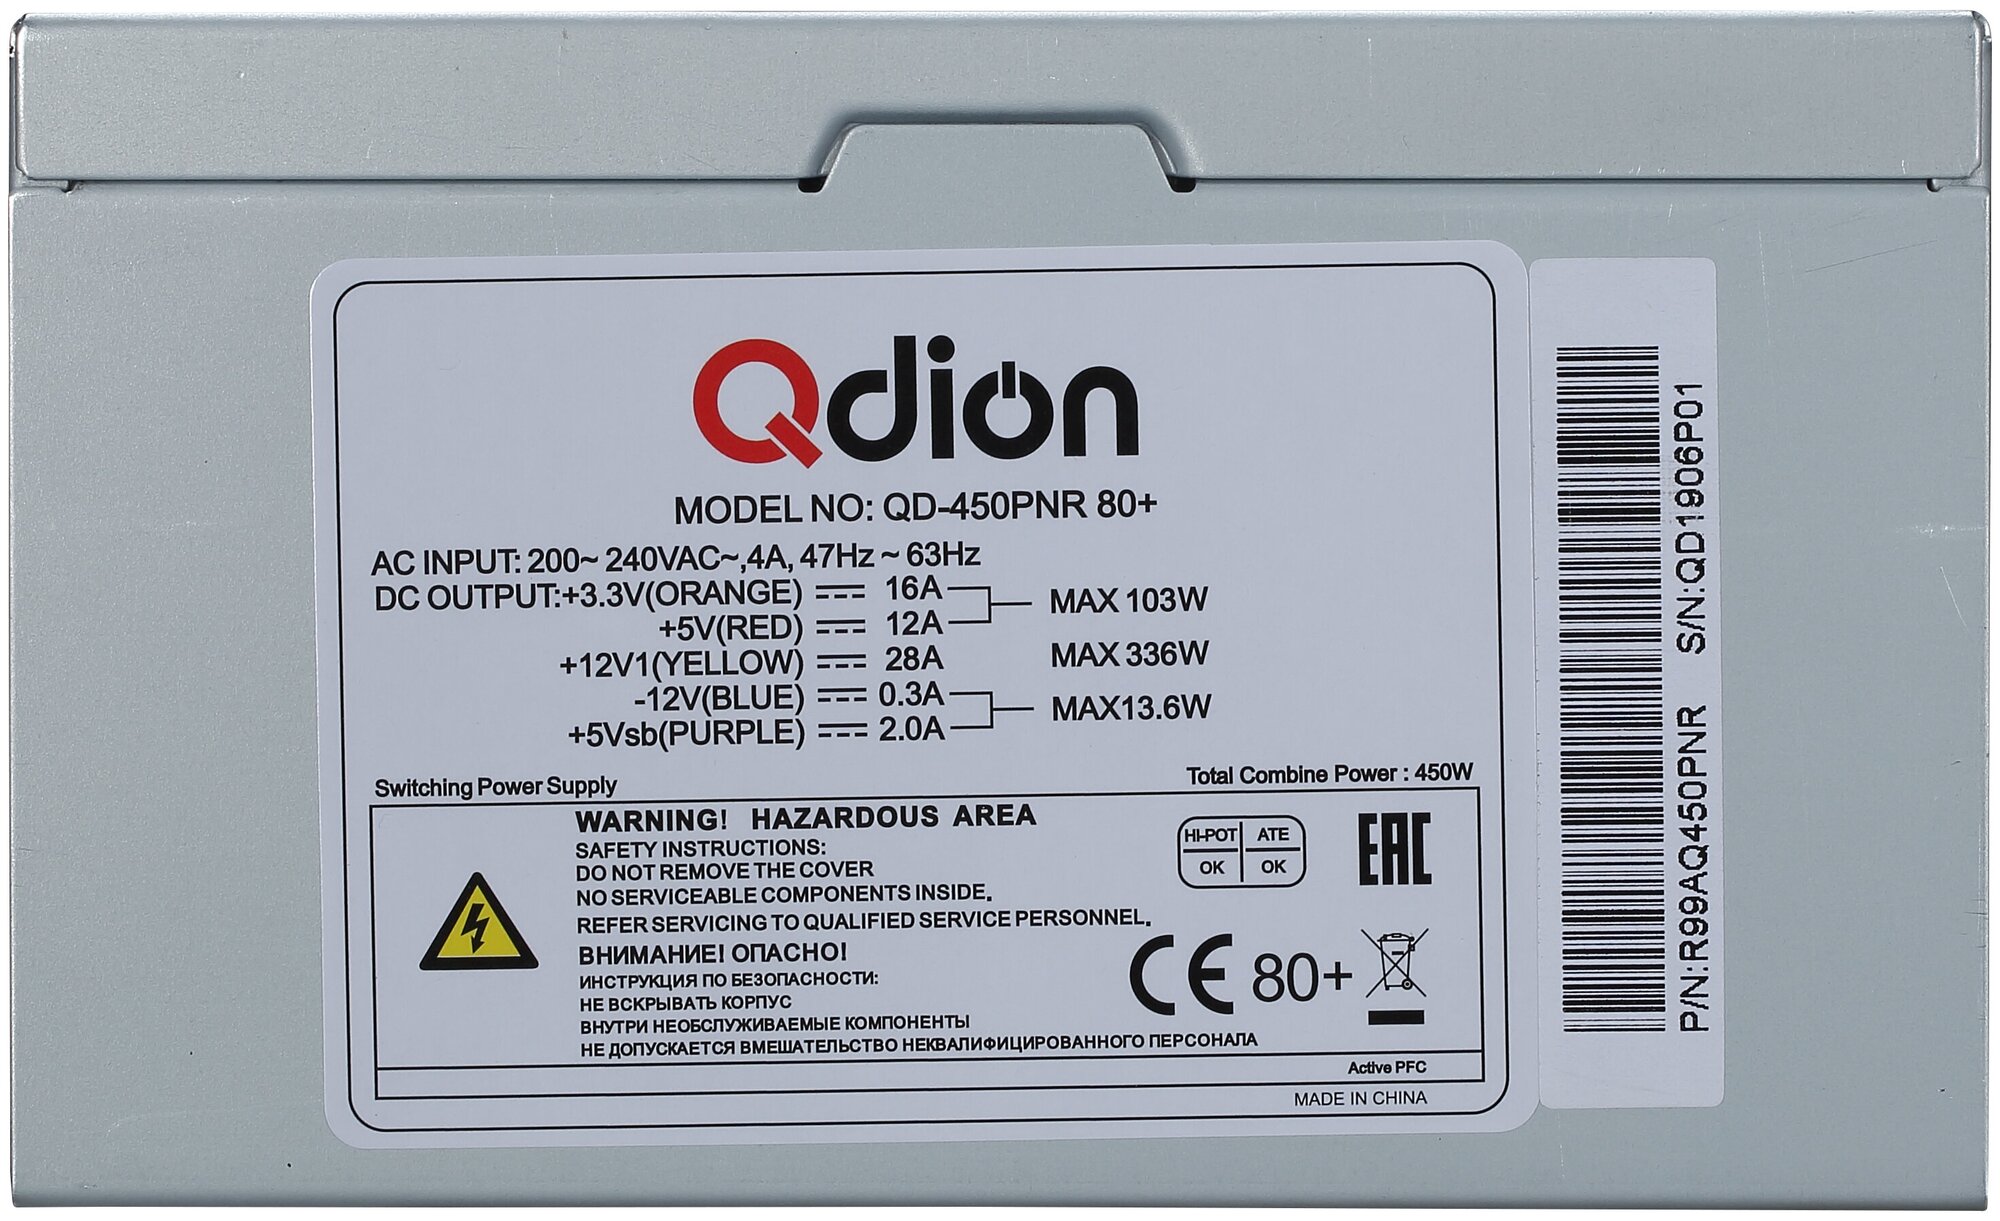 Qdion
MODEL NO: QD-450PNR 80+
AC INPUT: 200~ 240VAC~,4A, 47Hz ~ 63Hz
DC OUTPUT:+3.3V(ORANGE) 16A MAX 103W
+5V(RED) 12A
+12V1(YELLOW) 28A MAX 336W
-12V(BLUE) 0.3A MAX13.6W
+5Vsb(PURPLE) 2.0A
Switching Power Supply
Total Combine Power : 450W
WARNING! HAZARDOUS AREA
SAFETY INSTRUCTIONS:
DO NOT REMOVE THE COVER
NO SERVICEABLE COMPONENTS INSIDE.
REFER SERVICING TO QUALIFIED SERVICE PERSONNEL.
ВНИМАНИЕ! ОПАСНО!
ИНСТРУКЦИЯ ПО БЕЗОПАСНОСТИ:
НЕ ВСКРЫВАТЬ КОРПУС
ВНУТРИ НЕОБСЛУЖИВАЕМЫЕ КОМПОНЕНТЫ
НЕ ДОПУСКАЕТСЯ ВМЕШАТЕЛЬСТВО НЕКВАЛИФИЦИРОВАННОГО ПЕРСОНАЛА
HI-POT ATE
OK OK
EAC
CE 80+
Active PFC
MADE IN CHINA
P/N:R99AQ450PNR S/N:QD1906P01